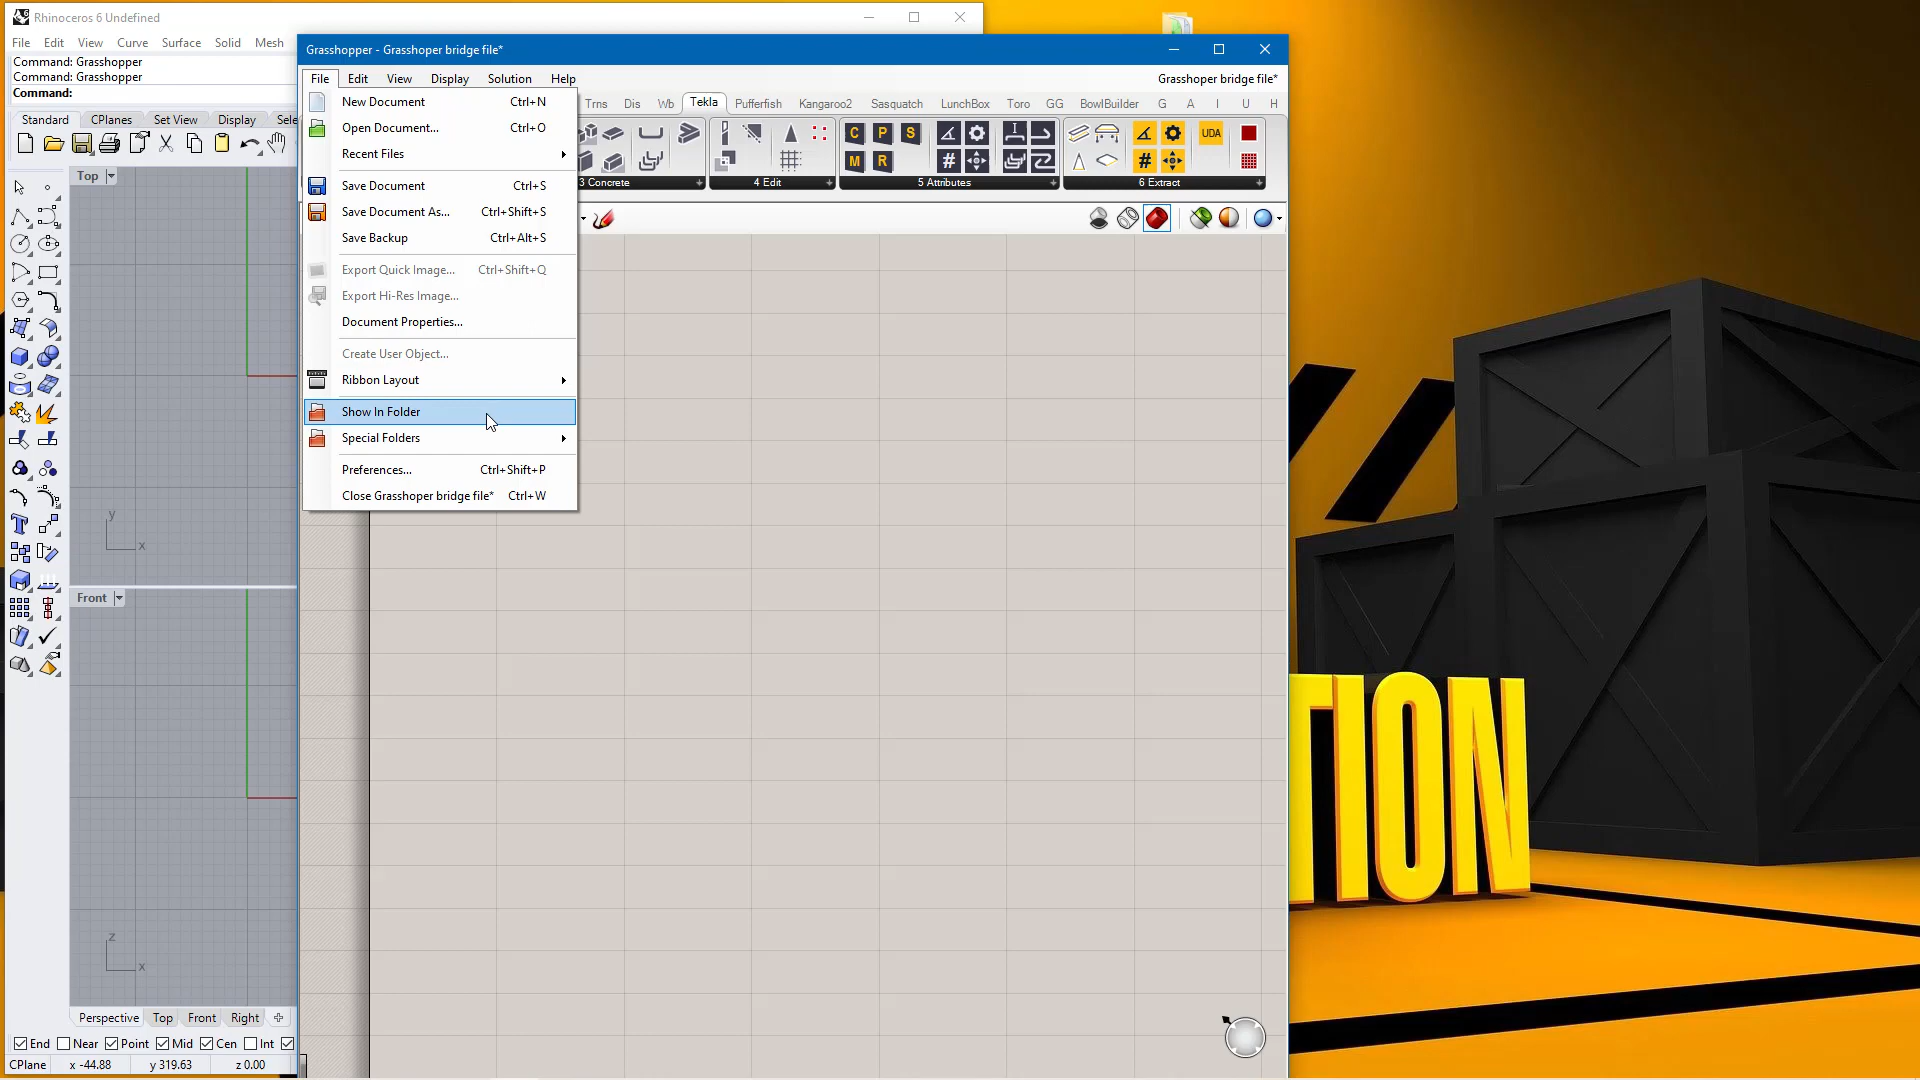 Rhinoceros 6 Undefined
File Edit View Curve Surface Solid Mesh
Command: Grasshopper
Command: Grasshopper
Command:
Standard CPlanes Set View Display Sele
Top
Front
y
x
z
x
Perspective Top Front Right
End Near Point Mid Cen Int
CPlane x -44.88 y 319.63 z 0.00
Grasshopper - Grasshoper bridge file*
File Edit View Display Solution Help Grasshoper bridge file*
Trns Dis Wb Tekla Pufferfish Kangaroo2 Sasquatch LunchBox Toro GG BowlBuilder G A I U H
C P S
M R
UDA
3 Concrete 4 Edit 5 Attributes 6 Extract
New Document Ctrl+N
Open Document... Ctrl+O
Recent Files
Save Document Ctrl+S
Save Document As... Ctrl+Shift+S
Save Backup Ctrl+Alt+S
Export Quick Image... Ctrl+Shift+Q
Export Hi-Res Image...
Document Properties...
Create User Object...
Ribbon Layout
Show In Folder
Special Folders
Preferences... Ctrl+Shift+P
Close Grasshoper bridge file* Ctrl+W
TION